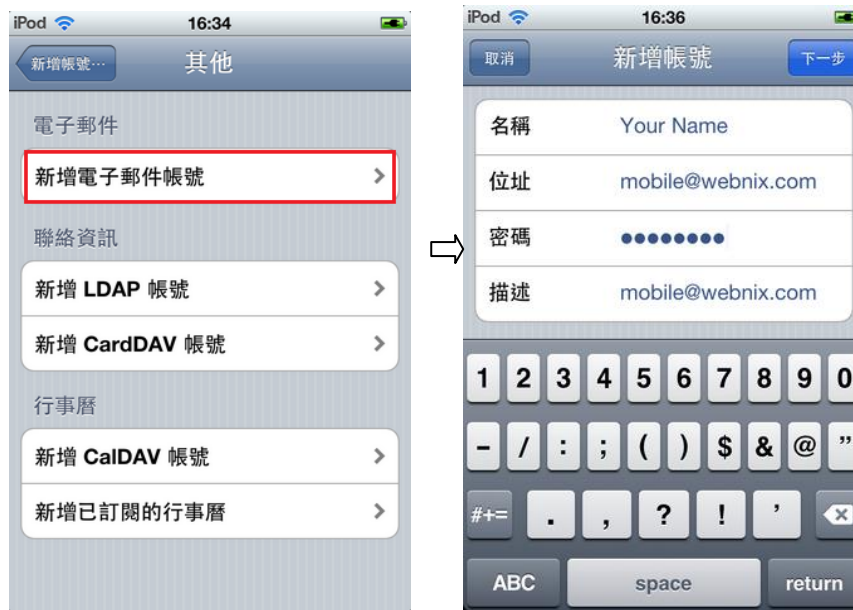 iPod 16:34
新增帳號… 其他
電子郵件
新增電子郵件帳號
聯絡資訊
新增 LDAP 帳號
新增 CardDAV 帳號
行事曆
新增 CalDAV 帳號
新增已訂閱的行事曆
iPod 16:36
取消 新增帳號 下一步
名稱 Your Name
位址 mobile@webnix.com
密碼 ●●●●●●●●
描述 mobile@webnix.com
1 2 3 4 5 6 7 8 9 0
- / : ; ( ) $ & @ ”
#+= . , ? ! ’
ABC space return